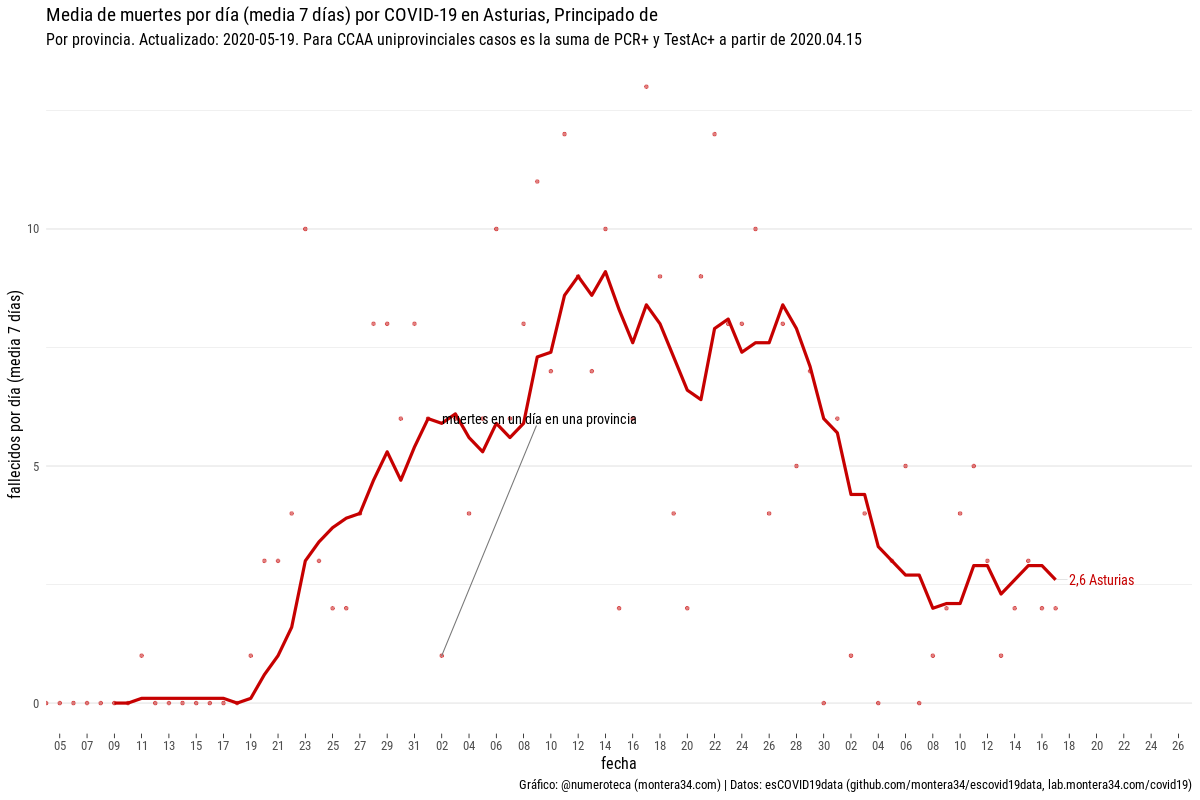 Media de muertes por día (media 7 días) por COVID-19 en Asturias, Principado de
Por provincia. Actualizado: 2020-05-19. Para CCAA uniprovinciales casos es la suma de PCR+ y TestAc+ a partir de 2020.04.15
fallecidos por día (media 7 días)
10
5
0
muertes en un día en una provincia
2,6 Asturias
05 07 09 11 13 15 17 19 21 23 25 27 29 31 02 04 06 08 10 12 14 16 18 20 22 24 26 28 30 02 04 06 08 10 12 14 16 18 20 22 24 26
fecha
Gráfico: @numeroteca (montera34.com) | Datos: esCOVID19data (github.com/montera34/escovid19data, lab.montera34.com/covid19)